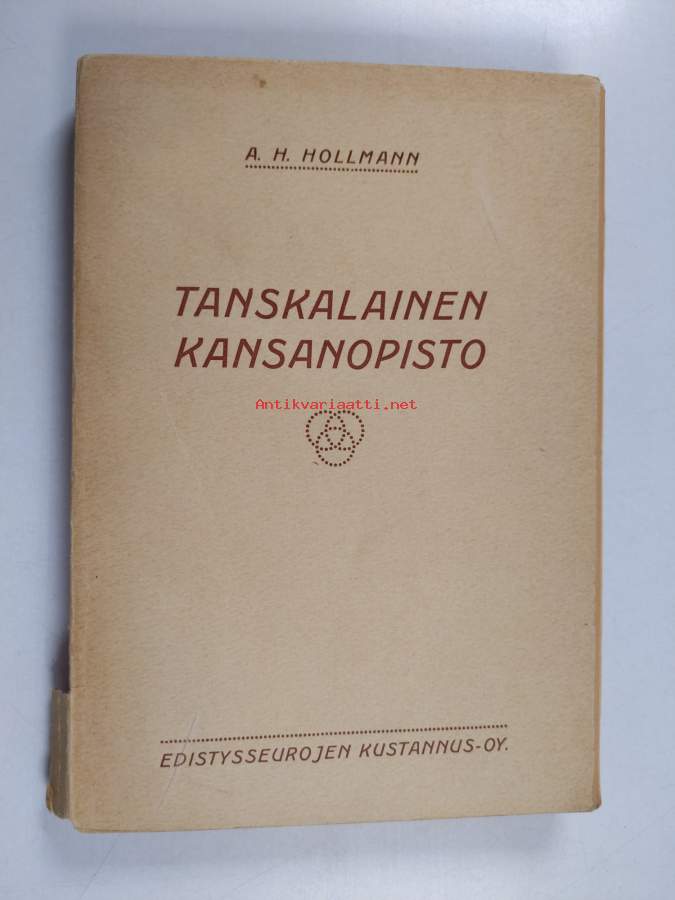 A. H. HOLLMANN
TANSKALAINEN
KANSANOPISTO
Antikvariaatti.net
EDISTYSSEUROJEN KUSTANNUS-OY.